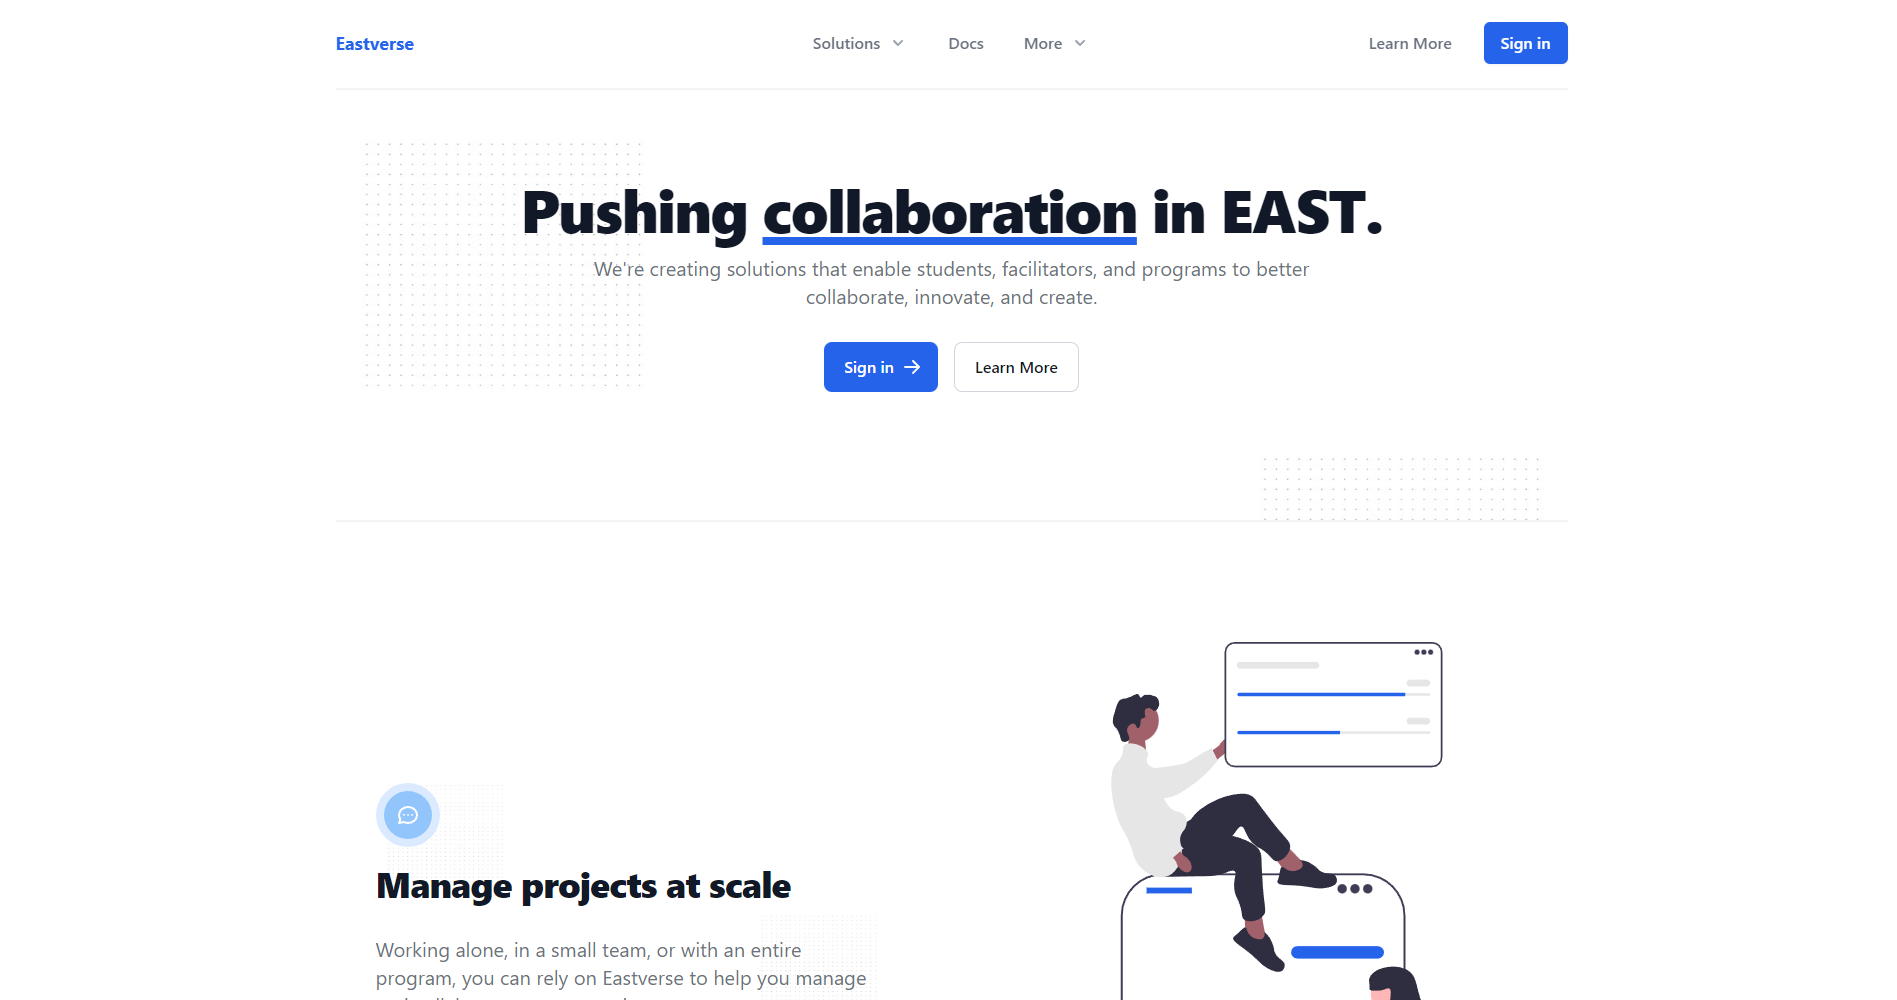 Eastverse
Solutions
Docs
More
Learn More
Sign in
Pushing collaboration in EAST.
We're creating solutions that enable students, facilitators, and programs to better
collaborate, innovate, and create.
Sign in
Learn More
Manage projects at scale
Working alone, in a small team, or with an entire
program, you can rely on Eastverse to help you manage